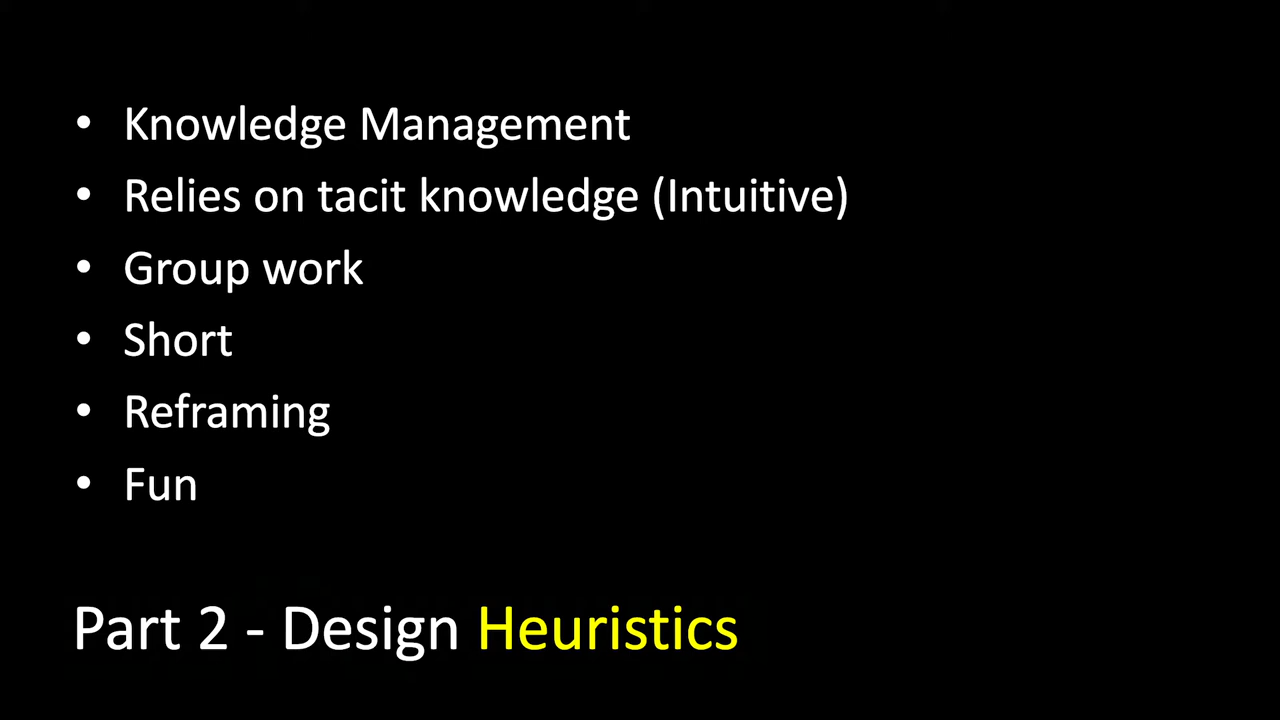 • Knowledge Management
• Relies on tacit knowledge (Intuitive)
• Group work
• Short
• Reframing
• Fun
Part 2 - Design Heuristics